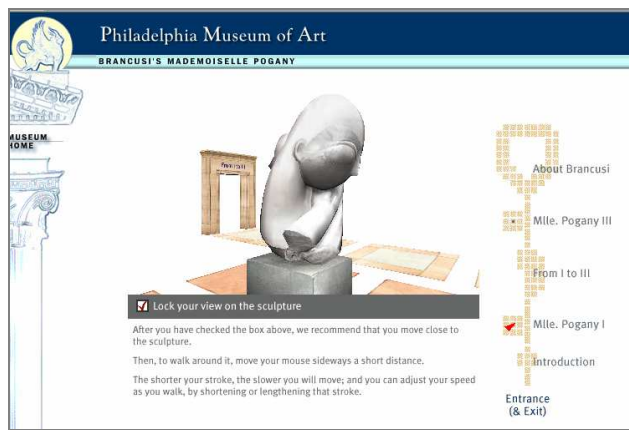 Philadelphia Museum of Art
BRANCUSI'S MADEMOISELLE POGANY
MUSEUM
HOME
From I to III
About Brancusi
Mlle. Pogany III
From I to III
Mlle. Pogany I
Introduction
Entrance
(& Exit)
Lock your view on the sculpture
After you have checked the box above, we recommend that you move close to
the sculpture.
Then, to walk around it, move your mouse sideways a short distance.
The shorter your stroke, the slower you will move; and you can adjust your speed
as you walk, by shortening or lengthening that stroke.